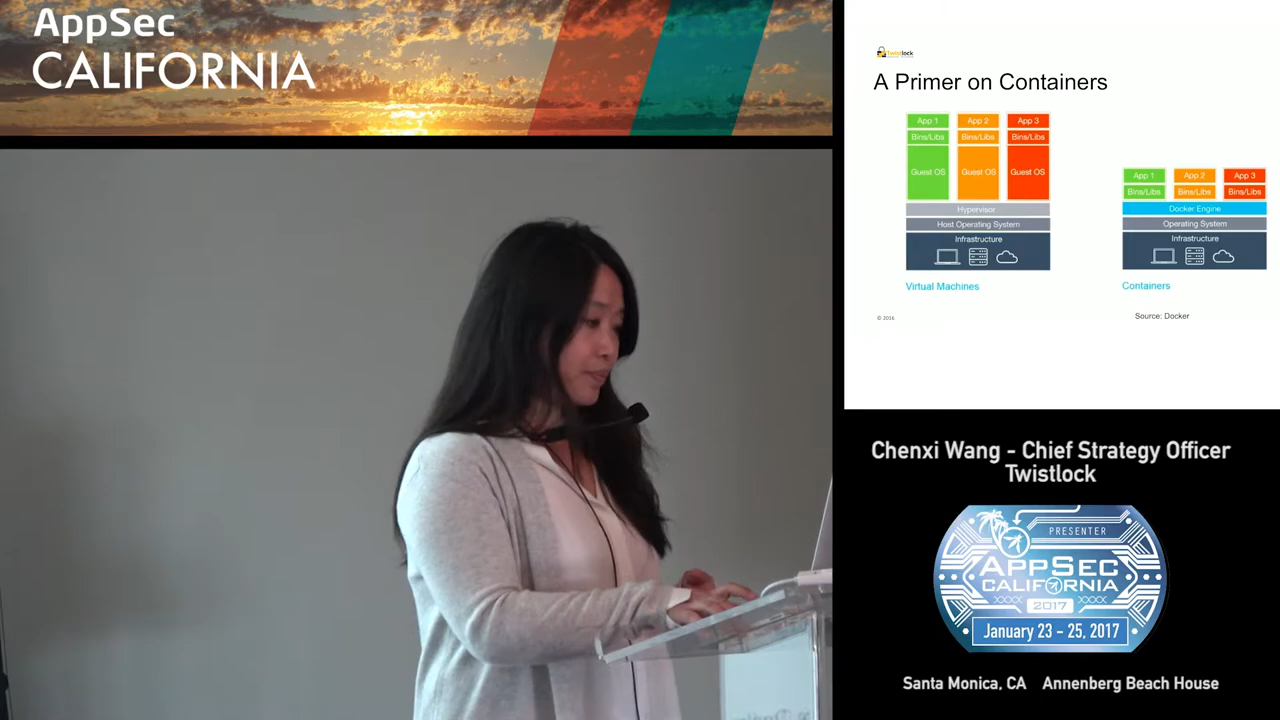 AppSec
CALIFORNIA
Twistlock
A Primer on Containers
App 1
App 2
App 3
Bins/Libs
Bins/Libs
Bins/Libs
Guest OS
Guest OS
Guest OS
Hypervisor
Host Operating System
Infrastructure
Virtual Machines
App 1
App 2
App 3
Bins/Libs
Bins/Libs
Bins/Libs
Docker Engine
Operating System
Infrastructure
Containers
© 2016
Source: Docker
Chenxi Wang - Chief Strategy Officer
Twistlock
PRESENTER
APPSEC
CALIFORNIA
2017
January 23 - 25, 2017
Santa Monica, CA Annenberg Beach House